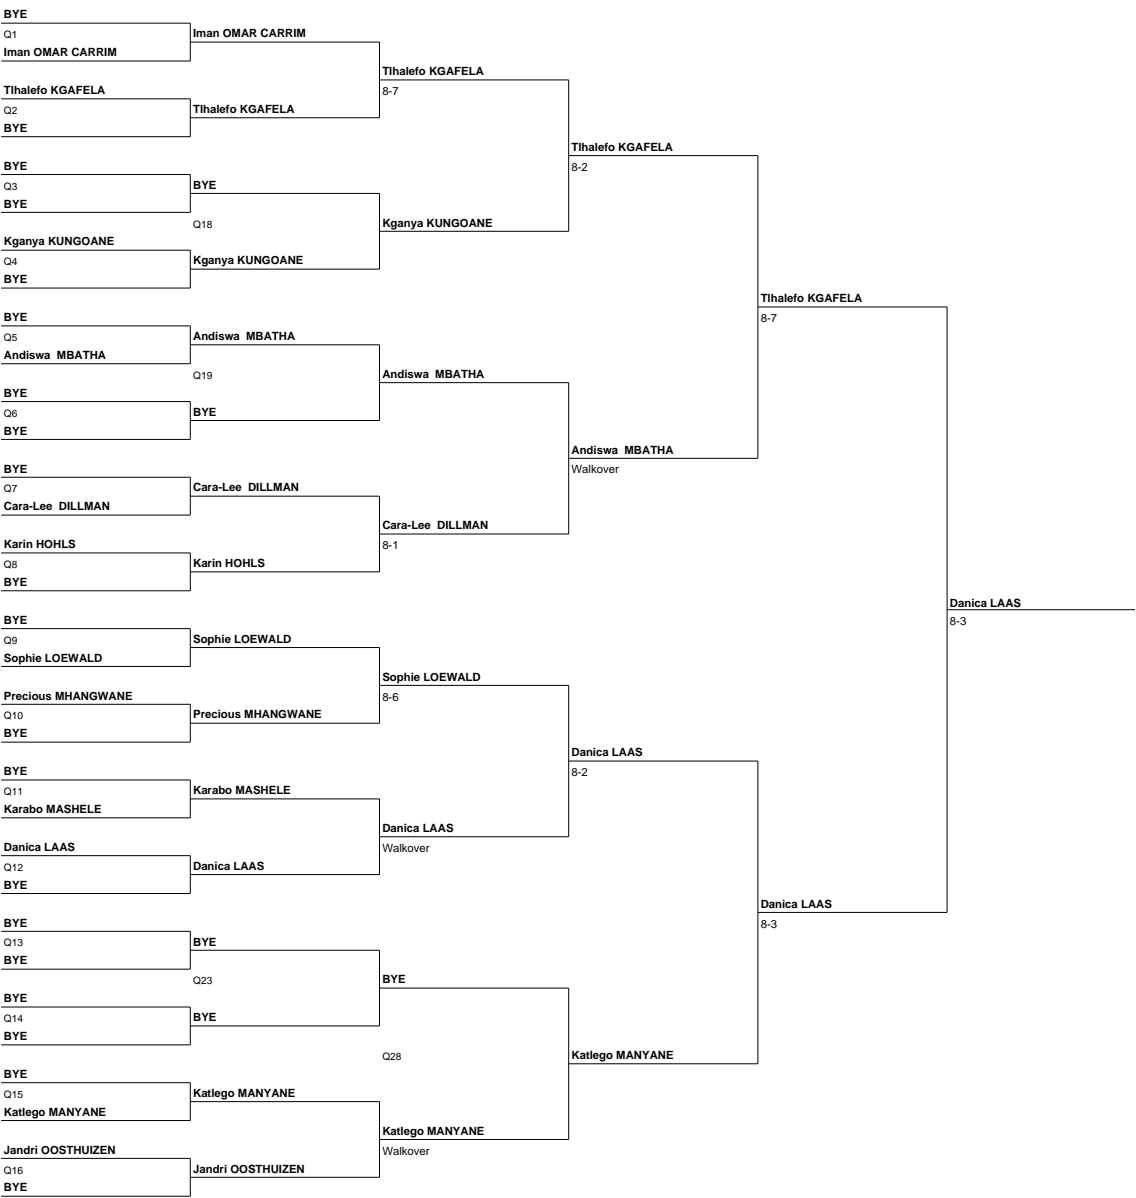 BYE
Q1
Iman OMAR CARRIM
Iman OMAR CARRIM
Tlhalefo KGAFELA
8-7
Tlhalefo KGAFELA
Q2
BYE
Tlhalefo KGAFELA
Tlhalefo KGAFELA
8-2
BYE
Q3
BYE
BYE
Q18
Kganya KUNGOANE
Kganya KUNGOANE
Q4
BYE
Kganya KUNGOANE
Tlhalefo KGAFELA
8-7
BYE
Q5
Andiswa  MBATHA
Andiswa  MBATHA
Q19
Andiswa  MBATHA
BYE
Q6
BYE
BYE
Andiswa  MBATHA
Walkover
BYE
Q7
Cara-Lee  DILLMAN
Cara-Lee  DILLMAN
Cara-Lee  DILLMAN
8-1
Karin HOHLS
Q8
BYE
Karin HOHLS
Danica LAAS
8-3
BYE
Q9
Sophie LOEWALD
Sophie LOEWALD
Sophie LOEWALD
8-6
Precious MHANGWANE
Q10
BYE
Precious MHANGWANE
Danica LAAS
8-2
BYE
Q11
Karabo MASHELE
Karabo MASHELE
Danica LAAS
Walkover
Danica LAAS
Q12
BYE
Danica LAAS
Danica LAAS
8-3
BYE
Q13
BYE
BYE
Q23
BYE
BYE
Q14
BYE
BYE
Q28
Katlego MANYANE
BYE
Q15
Katlego MANYANE
Katlego MANYANE
Katlego MANYANE
Walkover
Jandri OOSTHUIZEN
Q16
BYE
Jandri OOSTHUIZEN